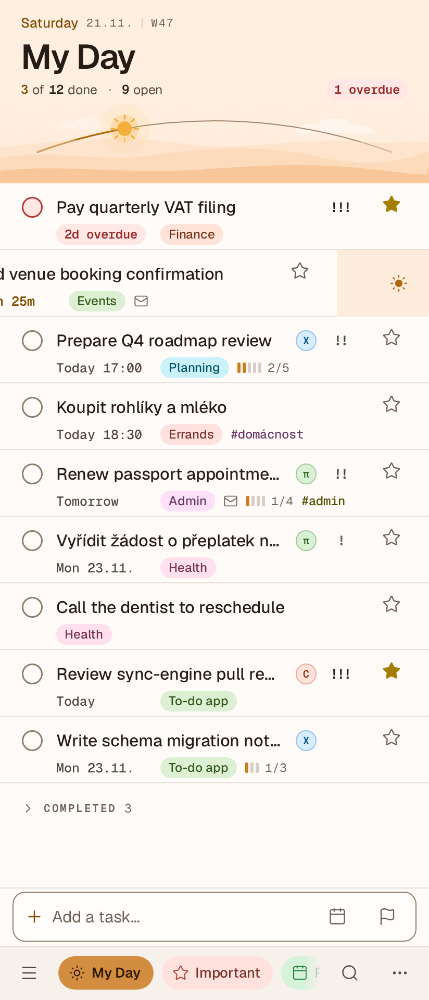 Saturday 21.11. | W47
My Day
3 of 12 done · 9 open
1 overdue
Pay quarterly VAT filing !!!
2d overdue Finance
venue booking confirmation
25m Events
Prepare Q4 roadmap review X !!
Today 17:00 Planning 2/5
Koupit rohlíky a mléko
Today 18:30 Errands #domácnost
Renew passport appointme… π !!
Tomorrow Admin 1/4 #admin
Vyřídit žádost o přeplatek n… π !
Mon 23.11. Health
Call the dentist to reschedule
Health
Review sync-engine pull re… C !!!
Today To-do app
Write schema migration not… X
Mon 23.11. To-do app 1/3
COMPLETED 3
Add a task…
My Day Important